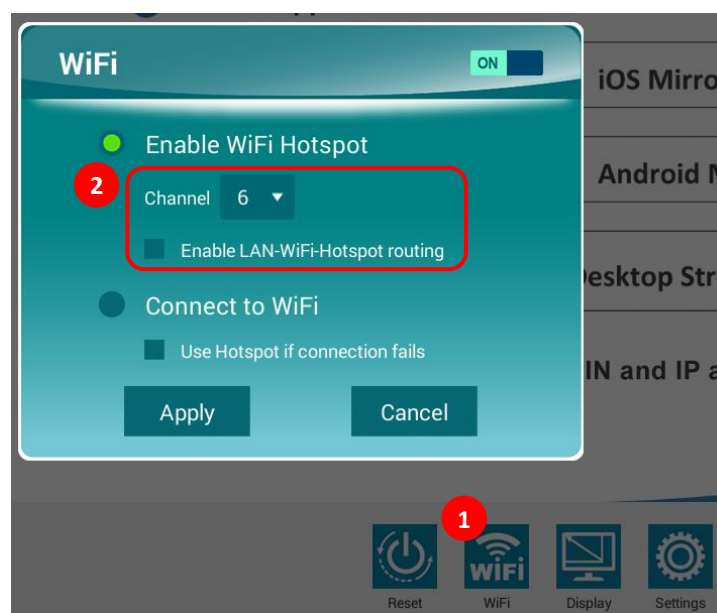 WiFi
ON
Enable WiFi Hotspot
2
Channel 6
Enable LAN-WiFi-Hotspot routing
Connect to WiFi
Use Hotspot if connection fails
Apply Cancel
iOS Mirro
Android
esktop Str
IN and IP a
1
WiFi
Reset WiFi Display Settings